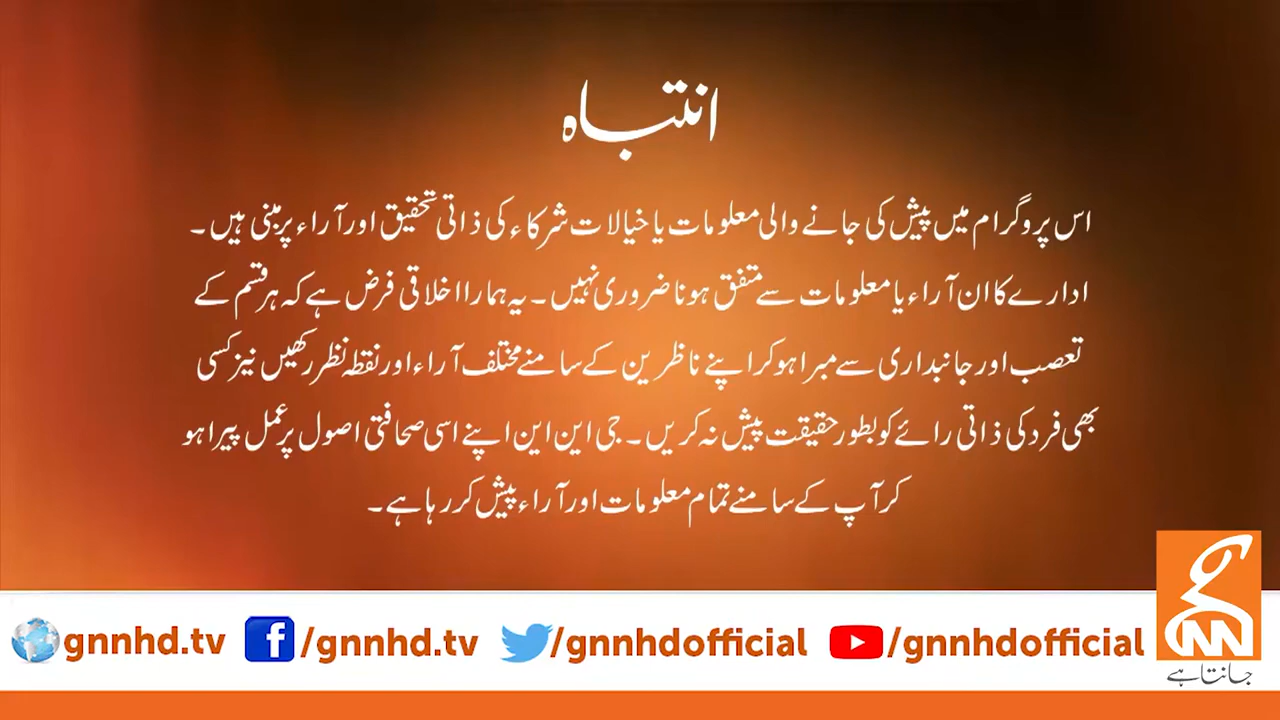 انتباہ
اس پروگرام میں پیش کی جانے والی معلومات یا خیالات شرکاء کی ذاتی تحقیق اور آراء پر مبنی ہیں۔
ادارے کا ان آراء یا معلومات سے متفق ہونا ضروری نہیں۔ یہ ہمارا اخلاقی فرض ہے کہ ہر قسم کے
تعصب اور جانبداری سے مبرا ہو کر اپنے ناظرین کے سامنے مختلف آراء اور نقطہ نظر رکھیں نیز کسی
بھی فرد کی ذاتی رائے کو بطور حقیقت پیش نہ کریں۔ جی این این اپنے اسی صحافتی اصول پر عمل پیرا ہو
کر آپ کے سامنے تمام معلومات اور آراء پیش کر رہا ہے۔
gnnhd.tv /gnnhd.tv /gnnhdofficial /gnnhdofficial
GNN
جانتا ہے